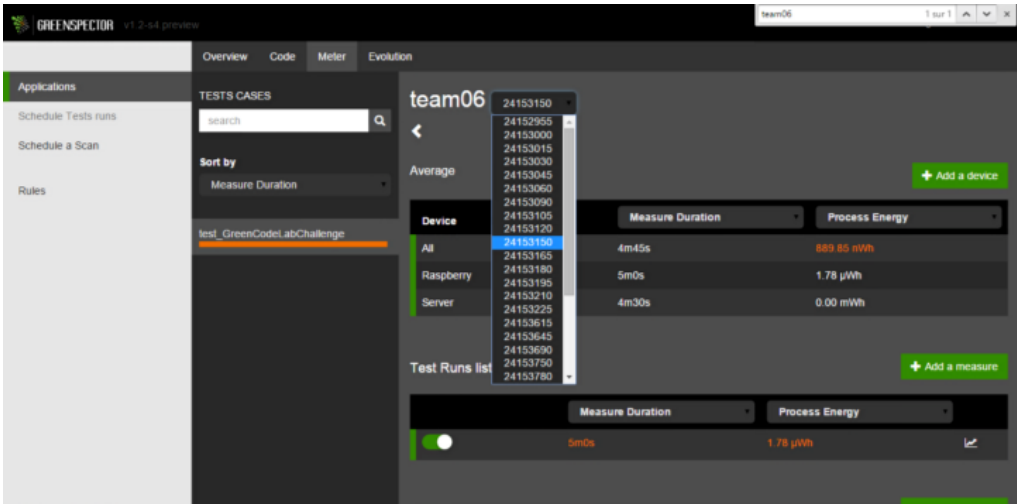 GREENSPECTOR v1.2-s4 preview
team06 1 sur 1
Overview Code Meter Evolution
Applications
Schedule Tests runs
Schedule a Scan
Rules
TESTS CASES
search
Sort by
Measure Duration
test_GreenCodeLabChallenge
team06 24153150
24152955
24153000
24153015
24153030
24153045
24153060
24153090
24153105
24153120
24153150
24153165
24153180
24153195
24153210
24153225
24153615
24153645
24153690
24153750
24153780
Average
+ Add a device
Device Measure Duration Process Energy
All 4m45s 889.85 nWh
Raspberry 5m0s 1.78 µWh
Server 4m30s 0.00 mWh
Test Runs list
+ Add a measure
Measure Duration Process Energy
5m0s 1.78 µWh